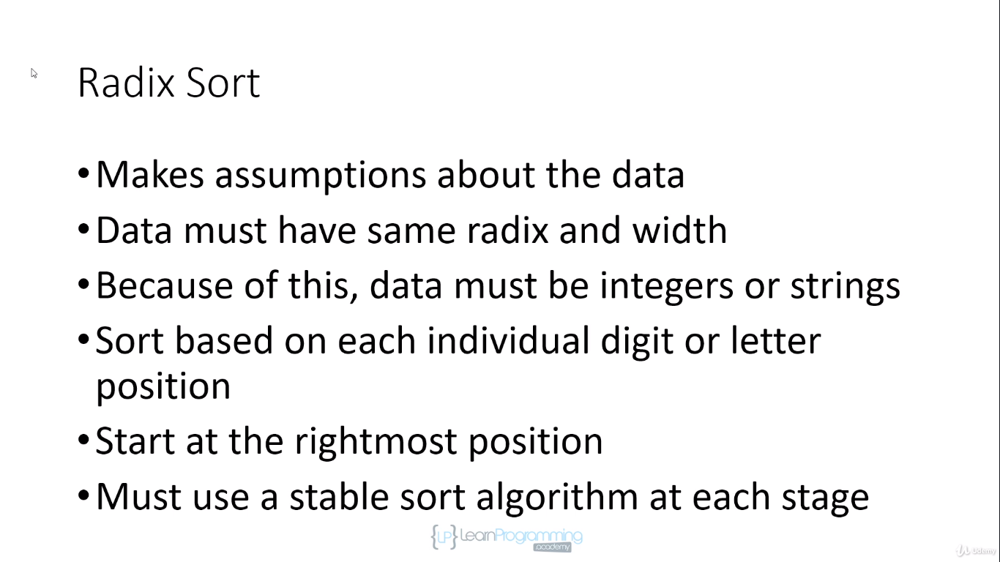 Radix Sort
•Makes assumptions about the data
•Data must have same radix and width
•Because of this, data must be integers or strings
•Sort based on each individual digit or letter
position
•Start at the rightmost position
•Must use a stable sort algorithm at each stage
{LP} LearnProgramming
.academy
Udemy